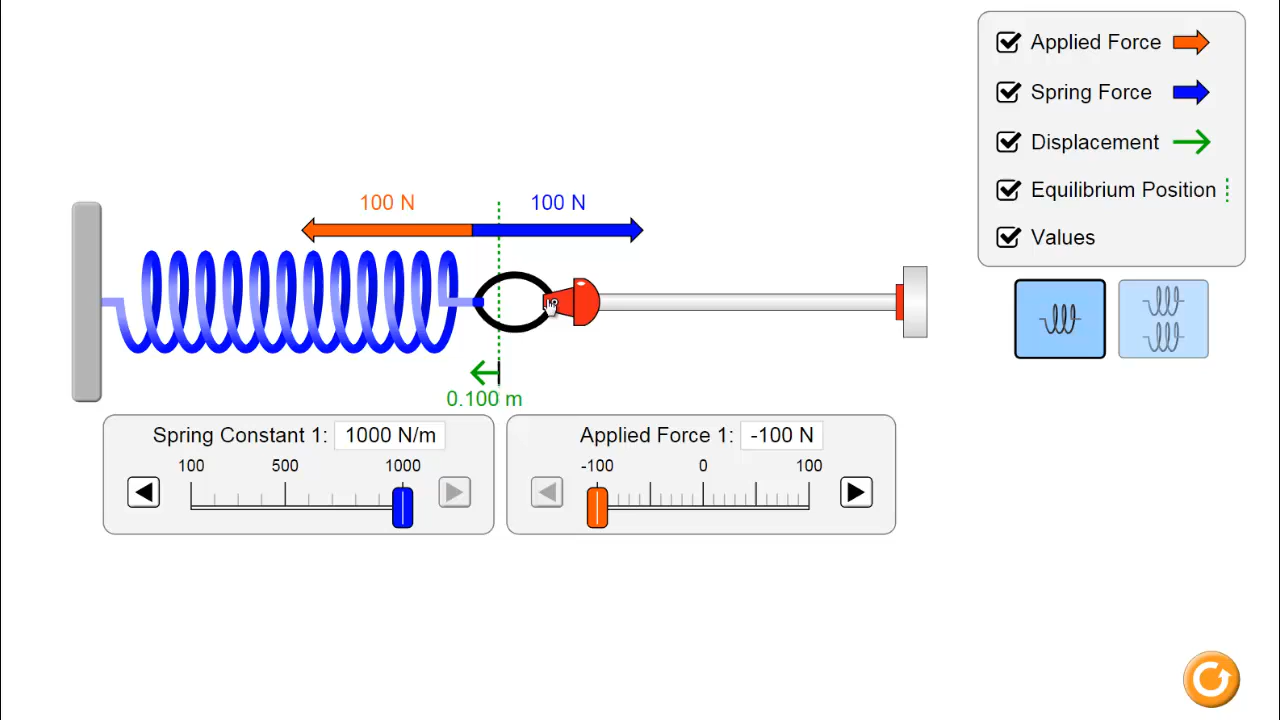 Applied Force
Spring Force
Displacement
Equilibrium Position
Values
100 N 100 N
0.100 m
Spring Constant 1: 1000 N/m
100 500 1000
Applied Force 1: -100 N
-100 0 100